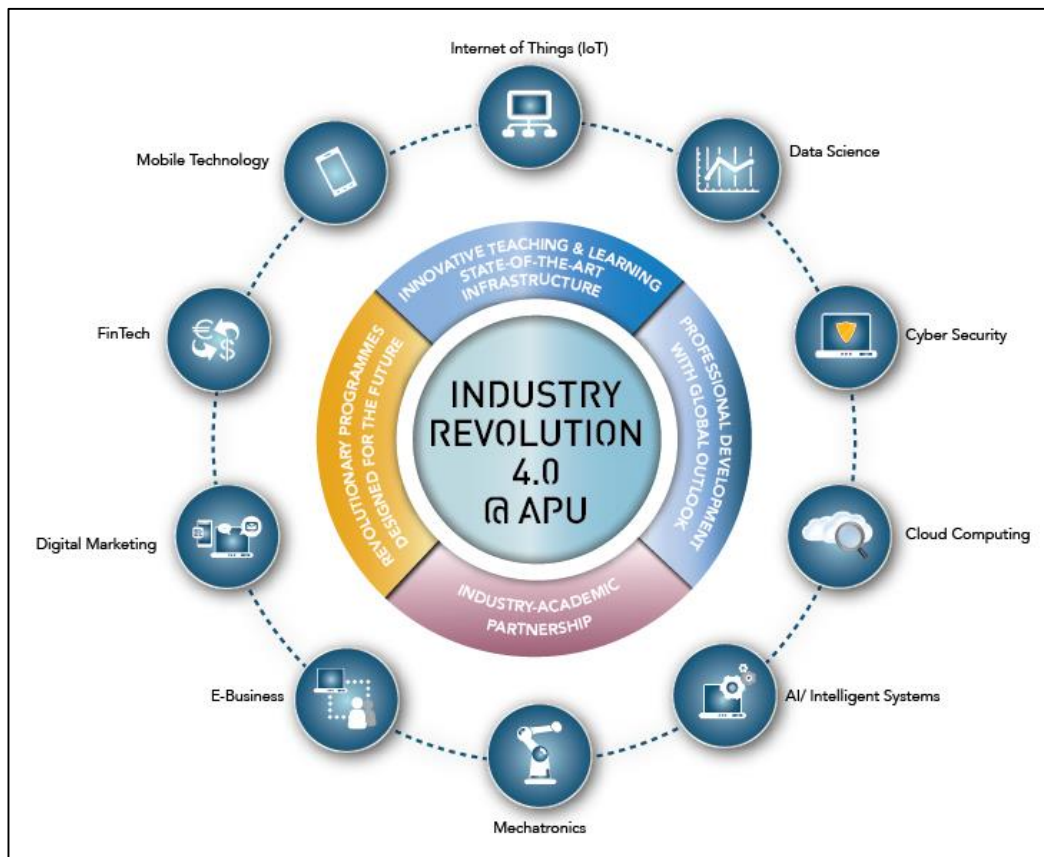 Internet of Things (IoT)
Data Science
Cyber Security
Cloud Computing
AI/ Intelligent Systems
Mechatronics
E-Business
Digital Marketing
FinTech
Mobile Technology
INNOVATIVE TEACHING & LEARNING
STATE-OF-THE-ART
INFRASTRUCTURE
PROFESSIONAL DEVELOPMENT
WITH GLOBAL OUTLOOK
INDUSTRY-ACADEMIC
PARTNERSHIP
REVOLUTIONARY PROGRAMMES
DESIGNED FOR THE FUTURE
INDUSTRY
REVOLUTION
4.0
@ APU
€
$